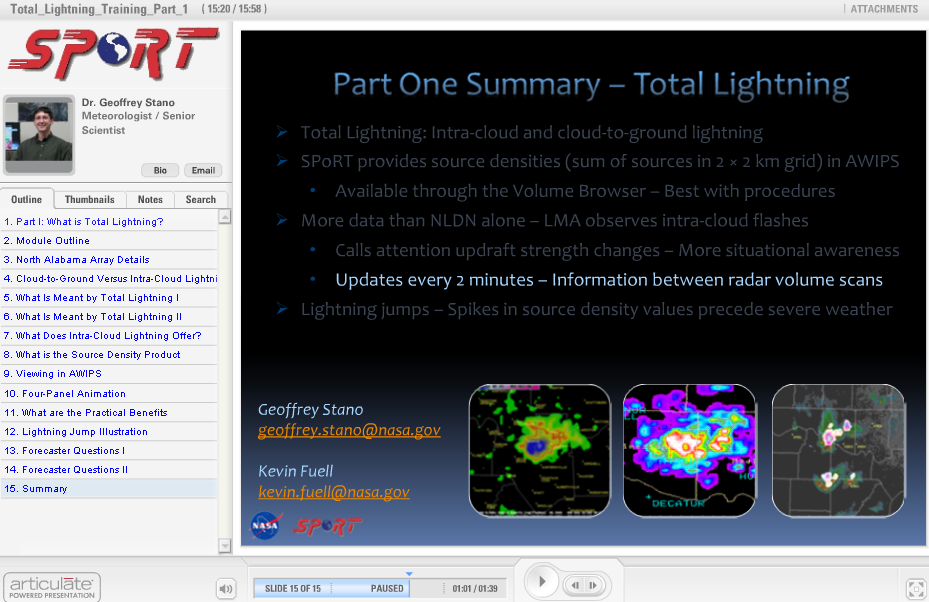 Total_Lightning_Training_Part_1 ( 15:20 / 15:58 )
ATTACHMENTS
SPoRT
Dr. Geoffrey Stano
Meteorologist / Senior
Scientist
Bio Email
Outline Thumbnails Notes Search
1. Part I: What is Total Lightning?
2. Module Outline
3. North Alabama Array Details
4. Cloud-to-Ground Versus Intra-Cloud Lightni
5. What Is Meant by Total Lightning I
6. What Is Meant by Total Lightning II
7. What Does Intra-Cloud Lightning Offer?
8. What is the Source Density Product
9. Viewing in AWIPS
10. Four-Panel Animation
11. What are the Practical Benefits
12. Lightning Jump Illustration
13. Forecaster Questions I
14. Forecaster Questions II
15. Summary
Part One Summary – Total Lightning
Total Lightning: Intra-cloud and cloud-to-ground lightning
SPoRT provides source densities (sum of sources in 2 × 2 km grid) in AWIPS
Available through the Volume Browser – Best with procedures
More data than NLDN alone – LMA observes intra-cloud flashes
Calls attention updraft strength changes – More situational awareness
Updates every 2 minutes – Information between radar volume scans
Lightning jumps – Spikes in source density values precede severe weather
Geoffrey Stano
geoffrey.stano@nasa.gov
Kevin Fuell
kevin.fuell@nasa.gov
NASA SPoRT
DECATUR
articulate
POWERED PRESENTATION
SLIDE 15 OF 15 PAUSED 01:01 / 01:39